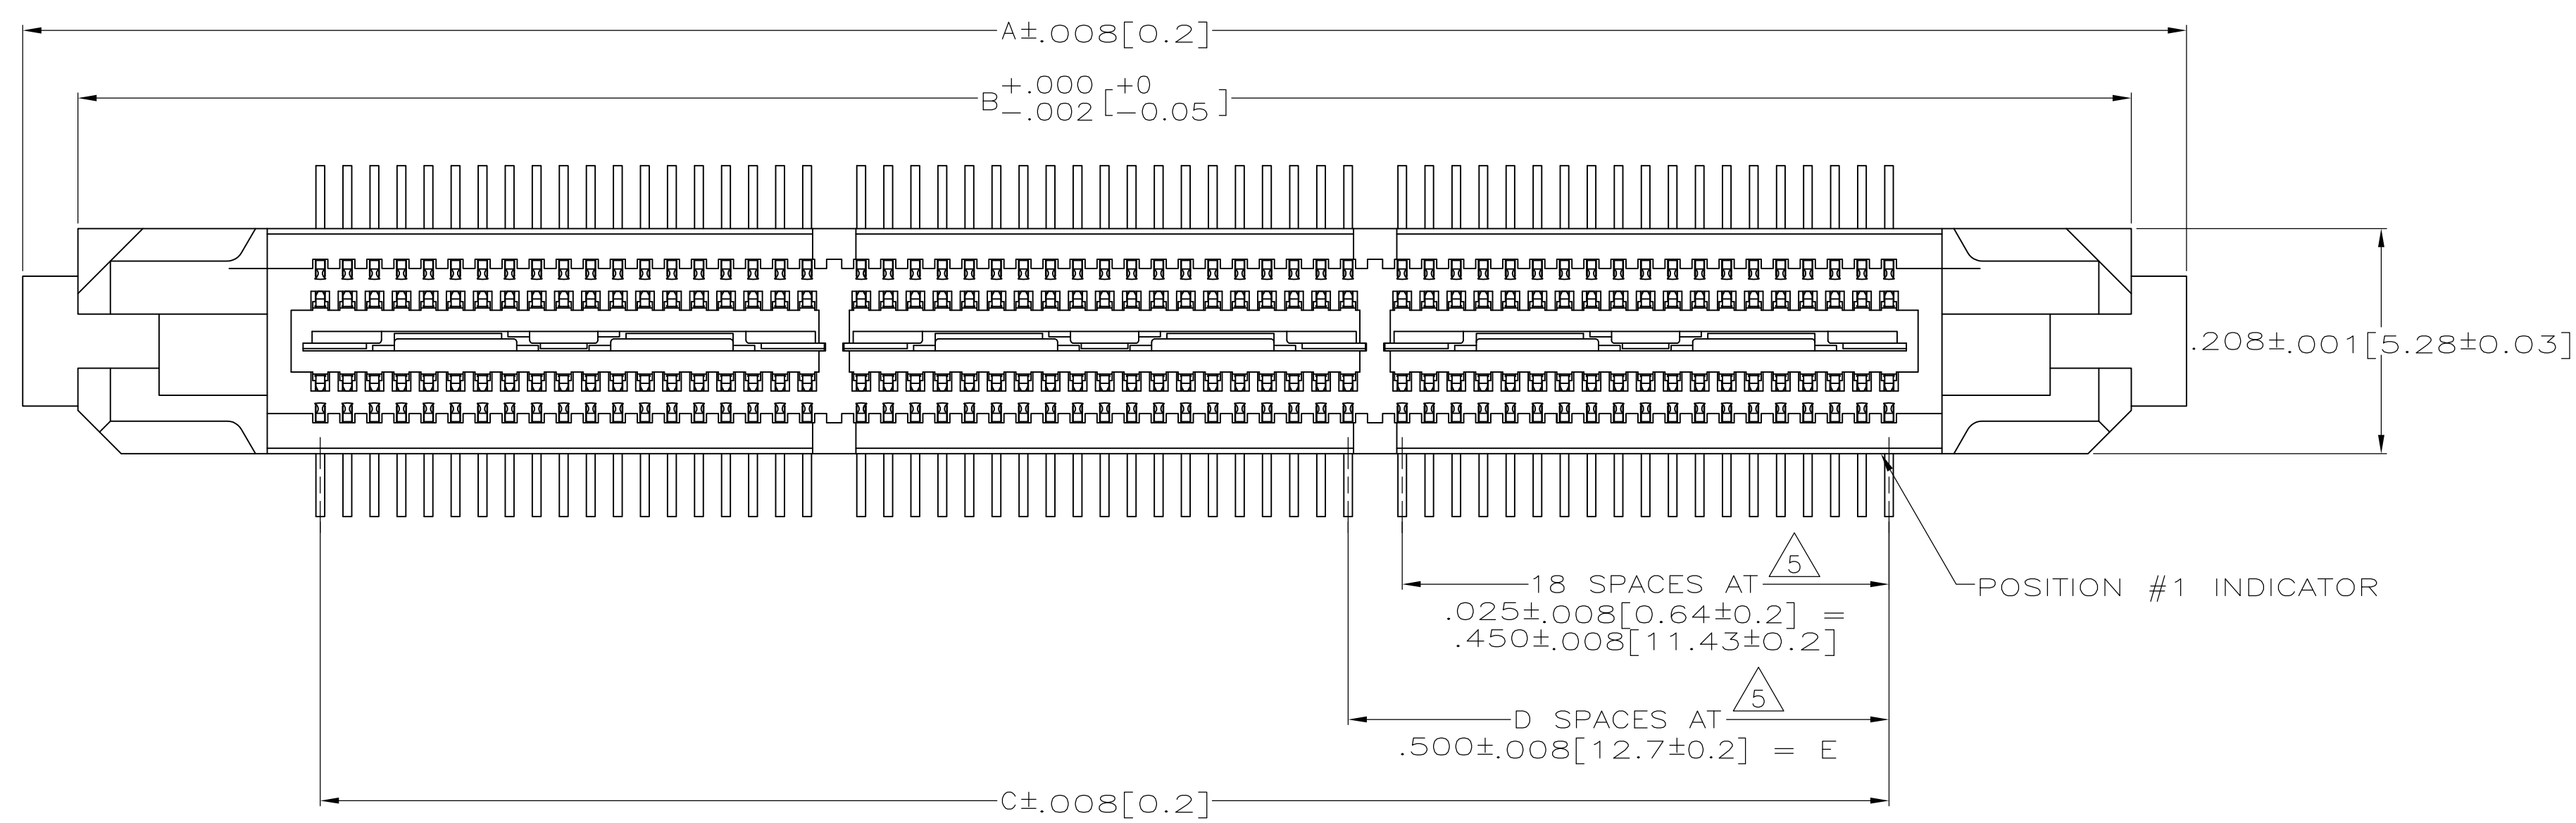 A±.008[0.2]
B +.000 -.002 [+0 -0.05]
.208±.001[5.28±0.03]
5
18 SPACES AT
.025±.008[0.64±0.2] =
.450±.008[11.43±0.2]
POSITION #1 INDICATOR
5
D SPACES AT
.500±.008[12.7±0.2] = E
C±.008[0.2]